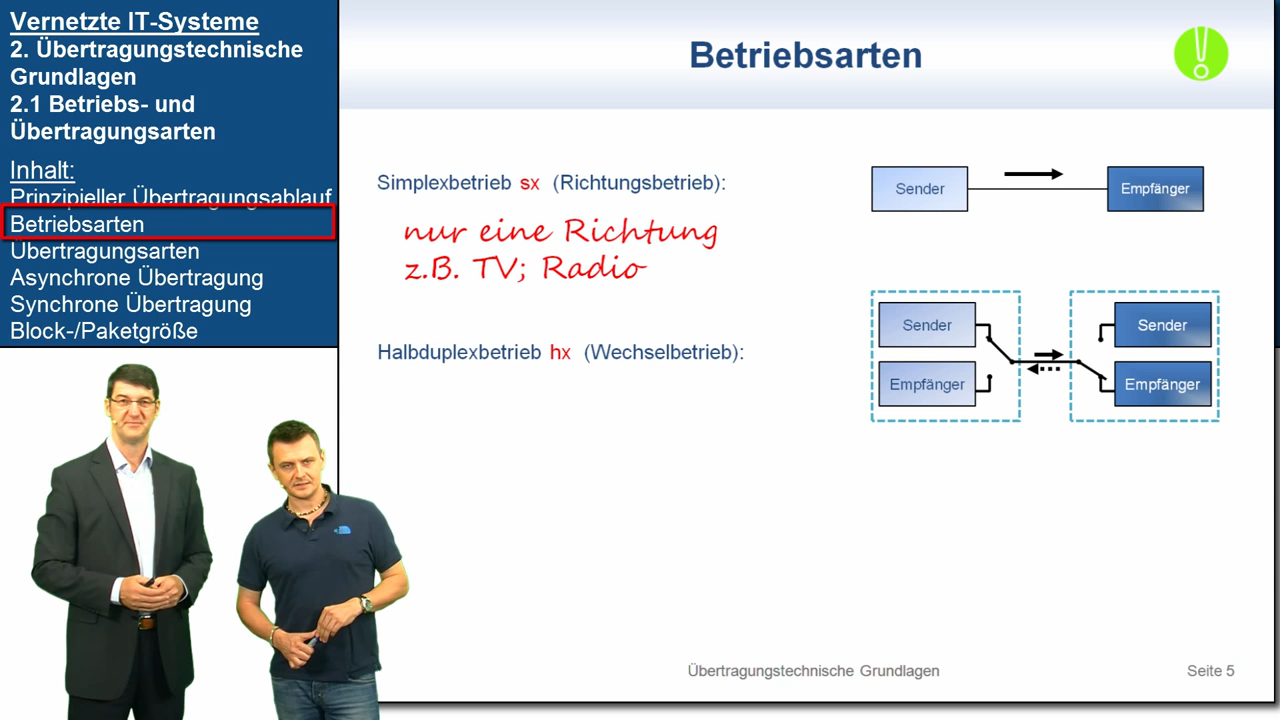 Vernetzte IT-Systeme
2. Übertragungstechnische
Grundlagen
2.1 Betriebs- und
Übertragungsarten
Inhalt:
Prinzipieller Übertragungsablauf
Betriebsarten
Übertragungsarten
Asynchrone Übertragung
Synchrone Übertragung
Block-/Paketgröße
Betriebsarten
Simplexbetrieb sx (Richtungsbetrieb):
nur eine Richtung
z.B. TV; Radio
Sender
Empfänger
Halbduplexbetrieb hx (Wechselbetrieb):
Sender
Empfänger
Sender
Empfänger
Übertragungstechnische Grundlagen
Seite 5